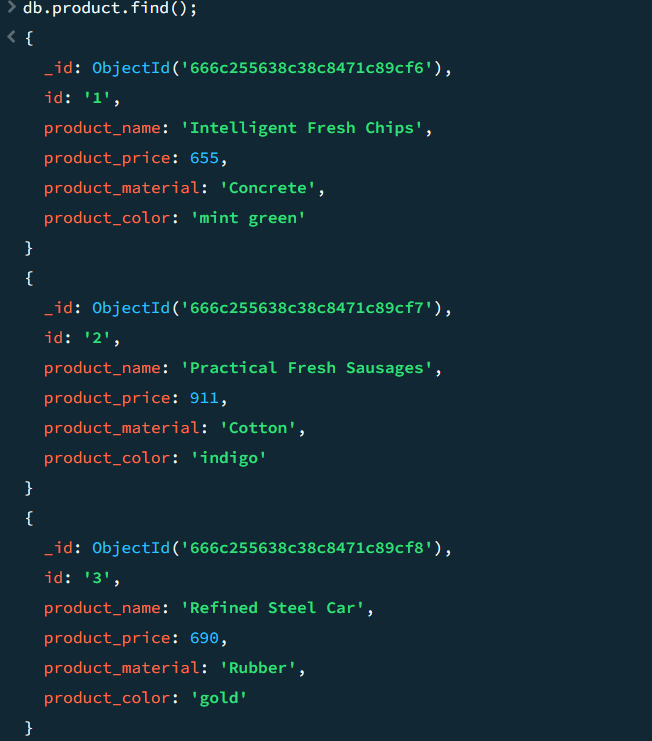 > db.product.find();
< {
_id: ObjectId('666c255638c38c8471c89cf6'),
id: '1',
product_name: 'Intelligent Fresh Chips',
product_price: 655,
product_material: 'Concrete',
product_color: 'mint green'
}
{
_id: ObjectId('666c255638c38c8471c89cf7'),
id: '2',
product_name: 'Practical Fresh Sausages',
product_price: 911,
product_material: 'Cotton',
product_color: 'indigo'
}
{
_id: ObjectId('666c255638c38c8471c89cf8'),
id: '3',
product_name: 'Refined Steel Car',
product_price: 690,
product_material: 'Rubber',
product_color: 'gold'
}